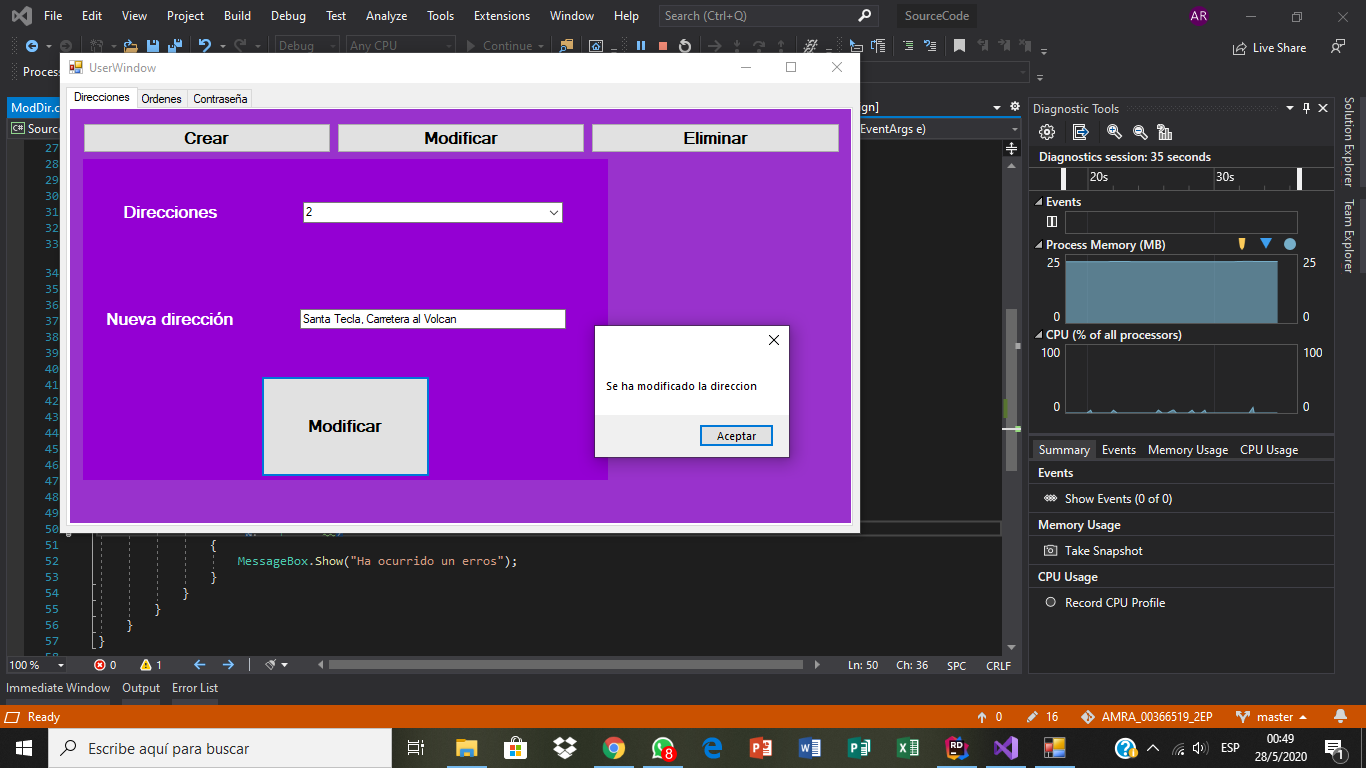 File Edit View Project Build Debug Test Analyze Tools Extensions Window Help Search (Ctrl+Q) SourceCode AR
Debug Any CPU Continue Live Share
Process
UserWindow
Direcciones Ordenes Contraseña
Crear Modificar Eliminar
Direcciones 2
Nueva dirección Santa Tecla, Carretera al Volcan
Modificar
Se ha modificado la direccion
Aceptar
ModDir.c
gn]
C# Sourc
EventArgs e)
27
28
29
30
31
32
33
34
35
36
37
38
39
40
41
42
43
44
45
46
47
48
49
50
51 {
52 MessageBox.Show("Ha ocurrido un erros");
53 }
54 }
55 }
56 }
57 }
58
100 % 0 1 Ln: 50 Ch: 36 SPC CRLF
Diagnostic Tools
Diagnostics session: 35 seconds
20s 30s
Events
Process Memory (MB)
25 25
0 0
CPU (% of all processors)
100 100
0 0
Summary Events Memory Usage CPU Usage
Events
Show Events (0 of 0)
Memory Usage
Take Snapshot
CPU Usage
Record CPU Profile
Solution Explorer
Team Explorer
Immediate Window Output Error List
Ready 0 16 AMRA_00366519_2EP master
Escribe aquí para buscar 8 RD ESP 00:49
28/5/2020 1